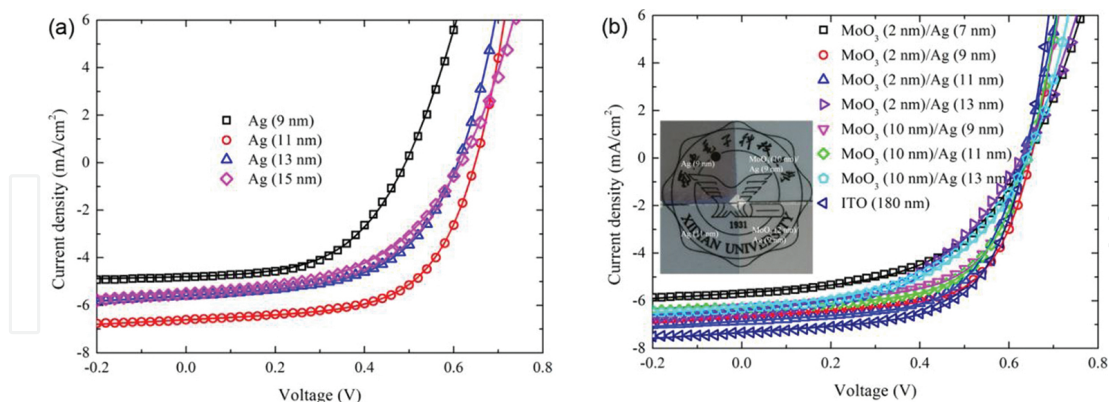 (a)
6
4
2
0
-2
-4
-6
-8
Current density (mA/cm²)
Ag (9 nm)
Ag (11 nm)
Ag (13 nm)
Ag (15 nm)
-0.2 0.0 0.2 0.4 0.6 0.8
Voltage (V)
(b)
6
4
2
0
-2
-4
-6
-8
Current density (mA/cm²)
MoO₃ (2 nm)/Ag (7 nm)
MoO₃ (2 nm)/Ag (9 nm)
MoO₃ (2 nm)/Ag (11 nm)
MoO₃ (2 nm)/Ag (13 nm)
MoO₃ (10 nm)/Ag (9 nm)
MoO₃ (10 nm)/Ag (11 nm)
MoO₃ (10 nm)/Ag (13 nm)
ITO (180 nm)
Ag (9 nm)
Ag (9 nm)
1931
XIDIAN UNIVERSITY
-0.2 0.0 0.2 0.4 0.6 0.8
Voltage (V)